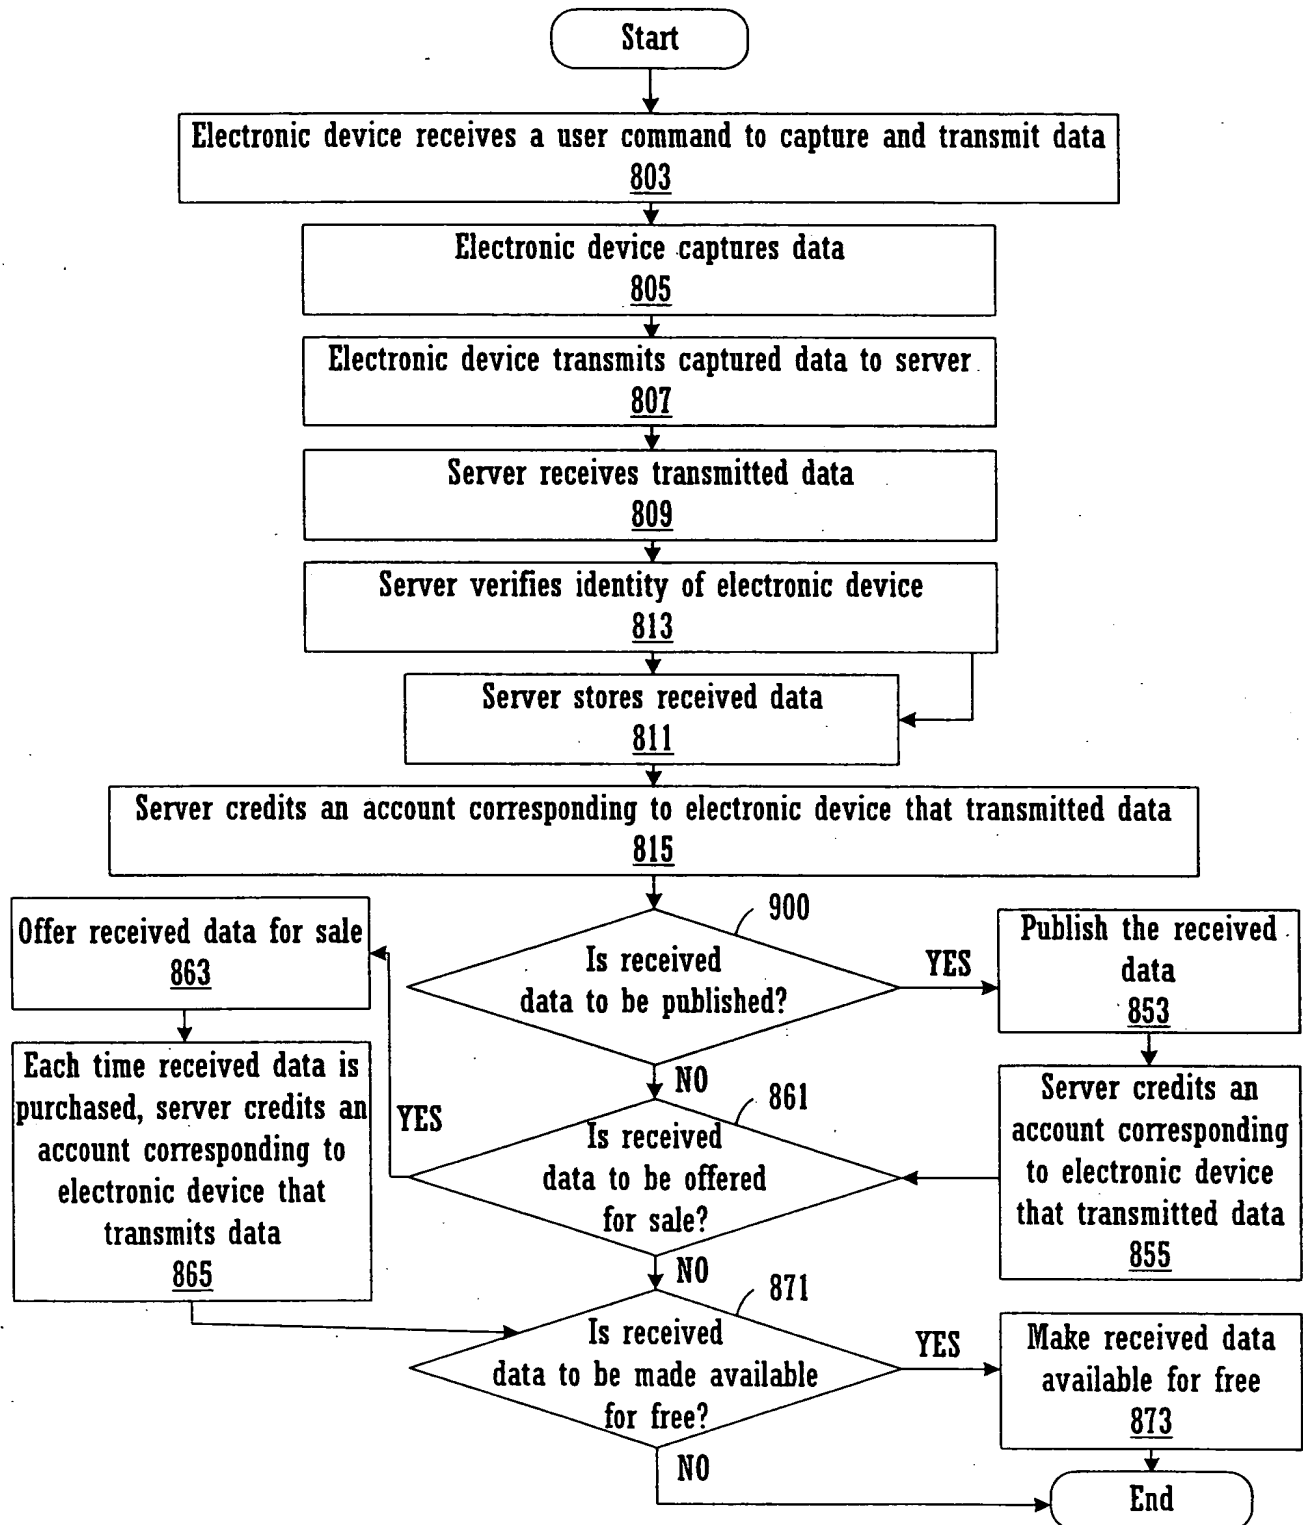 Start
Electronic device receives a user command to capture and transmit data
803
Electronic device captures data
805
Electronic device transmits captured data to server
807
Server receives transmitted data
809
Server verifies identity of electronic device
813
Server stores received data
811
Server credits an account corresponding to electronic device that transmitted data
815
900
Is received
data to be published?
YES
NO
Publish the received
data
853
Server credits an
account corresponding
to electronic device
that transmitted data
855
861
Is received
data to be offered
for sale?
YES
NO
Offer received data for sale
863
Each time received data is
purchased, server credits an
account corresponding to
electronic device that
transmits data
865
871
Is received
data to be made available
for free?
YES
NO
Make received data
available for free
873
End